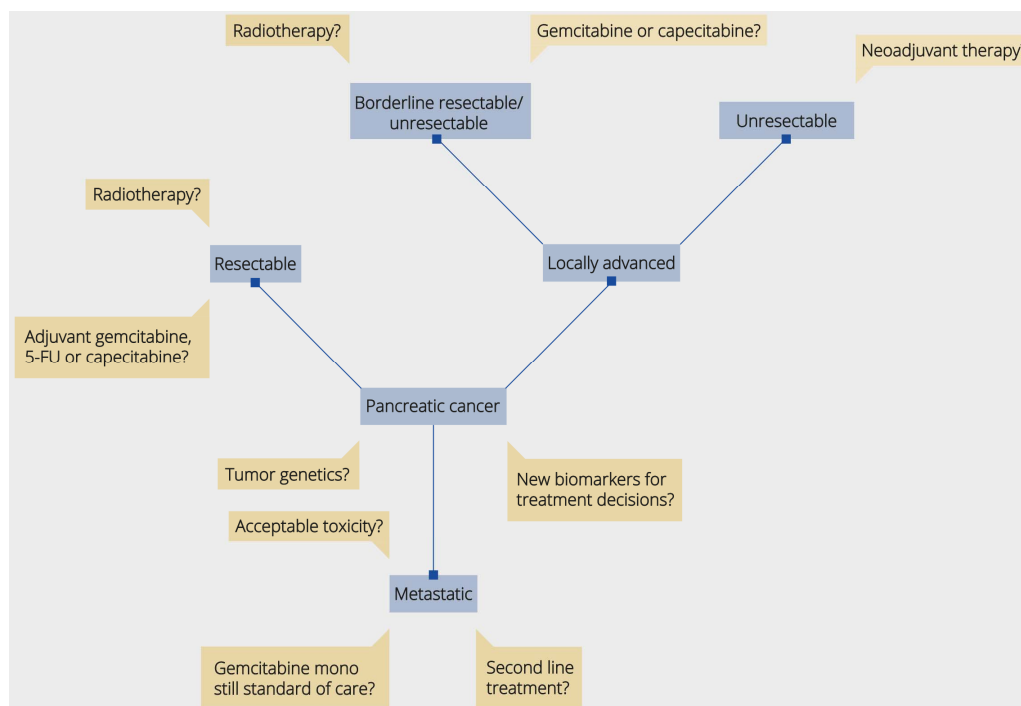 Radiotherapy?
Gemcitabine or capecitabine?
Neoadjuvant therapy
Borderline resectable/
unresectable
Unresectable
Radiotherapy?
Resectable
Locally advanced
Adjuvant gemcitabine,
5-FU or capecitabine?
Pancreatic cancer
Tumor genetics?
New biomarkers for
treatment decisions?
Acceptable toxicity?
Metastatic
Gemcitabine mono
still standard of care?
Second line
treatment?